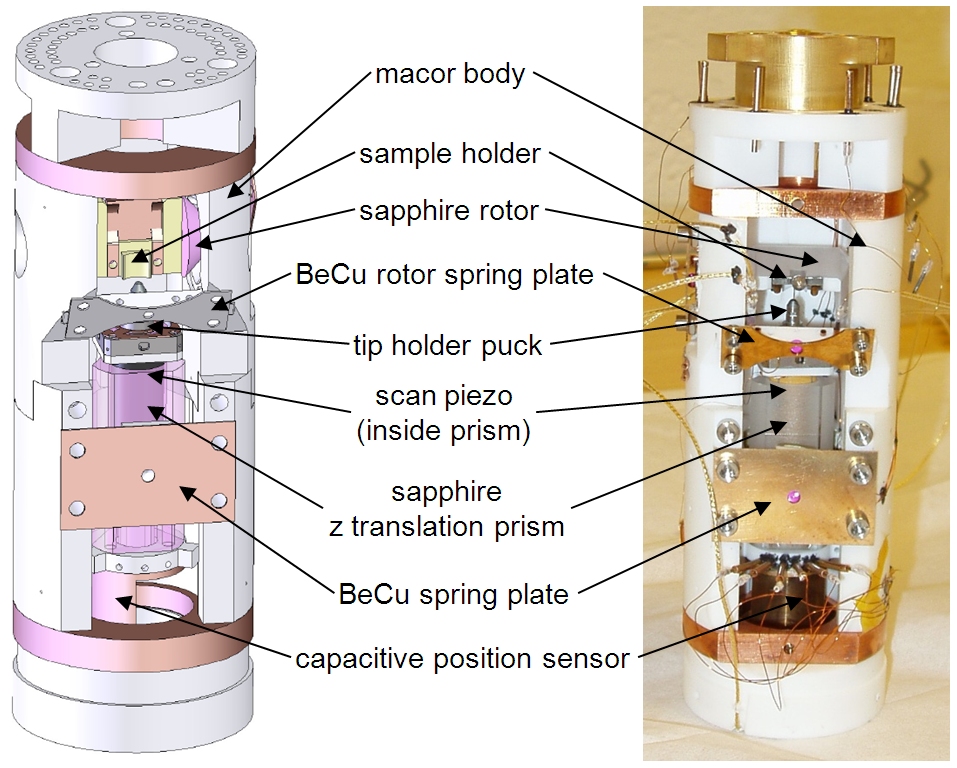 macor body
sample holder
sapphire rotor
BeCu rotor spring plate
tip holder puck
scan piezo
(inside prism)
sapphire
z translation prism
BeCu spring plate
capacitive position sensor